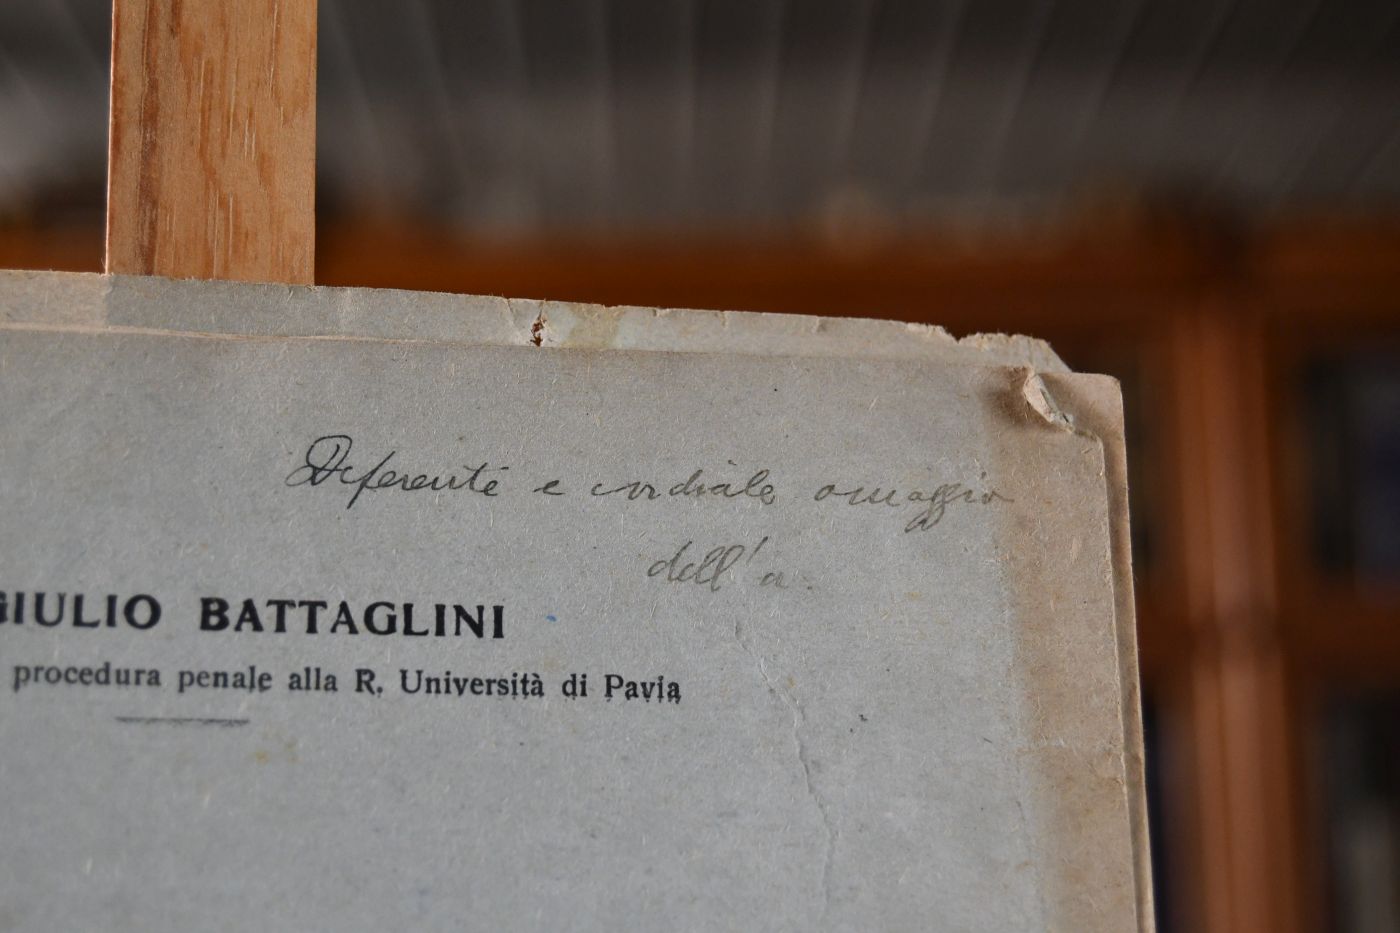 Deferente e cordiale omaggio
dell'a.
GIULIO BATTAGLINI
procedura penale alla R. Università di Pavia